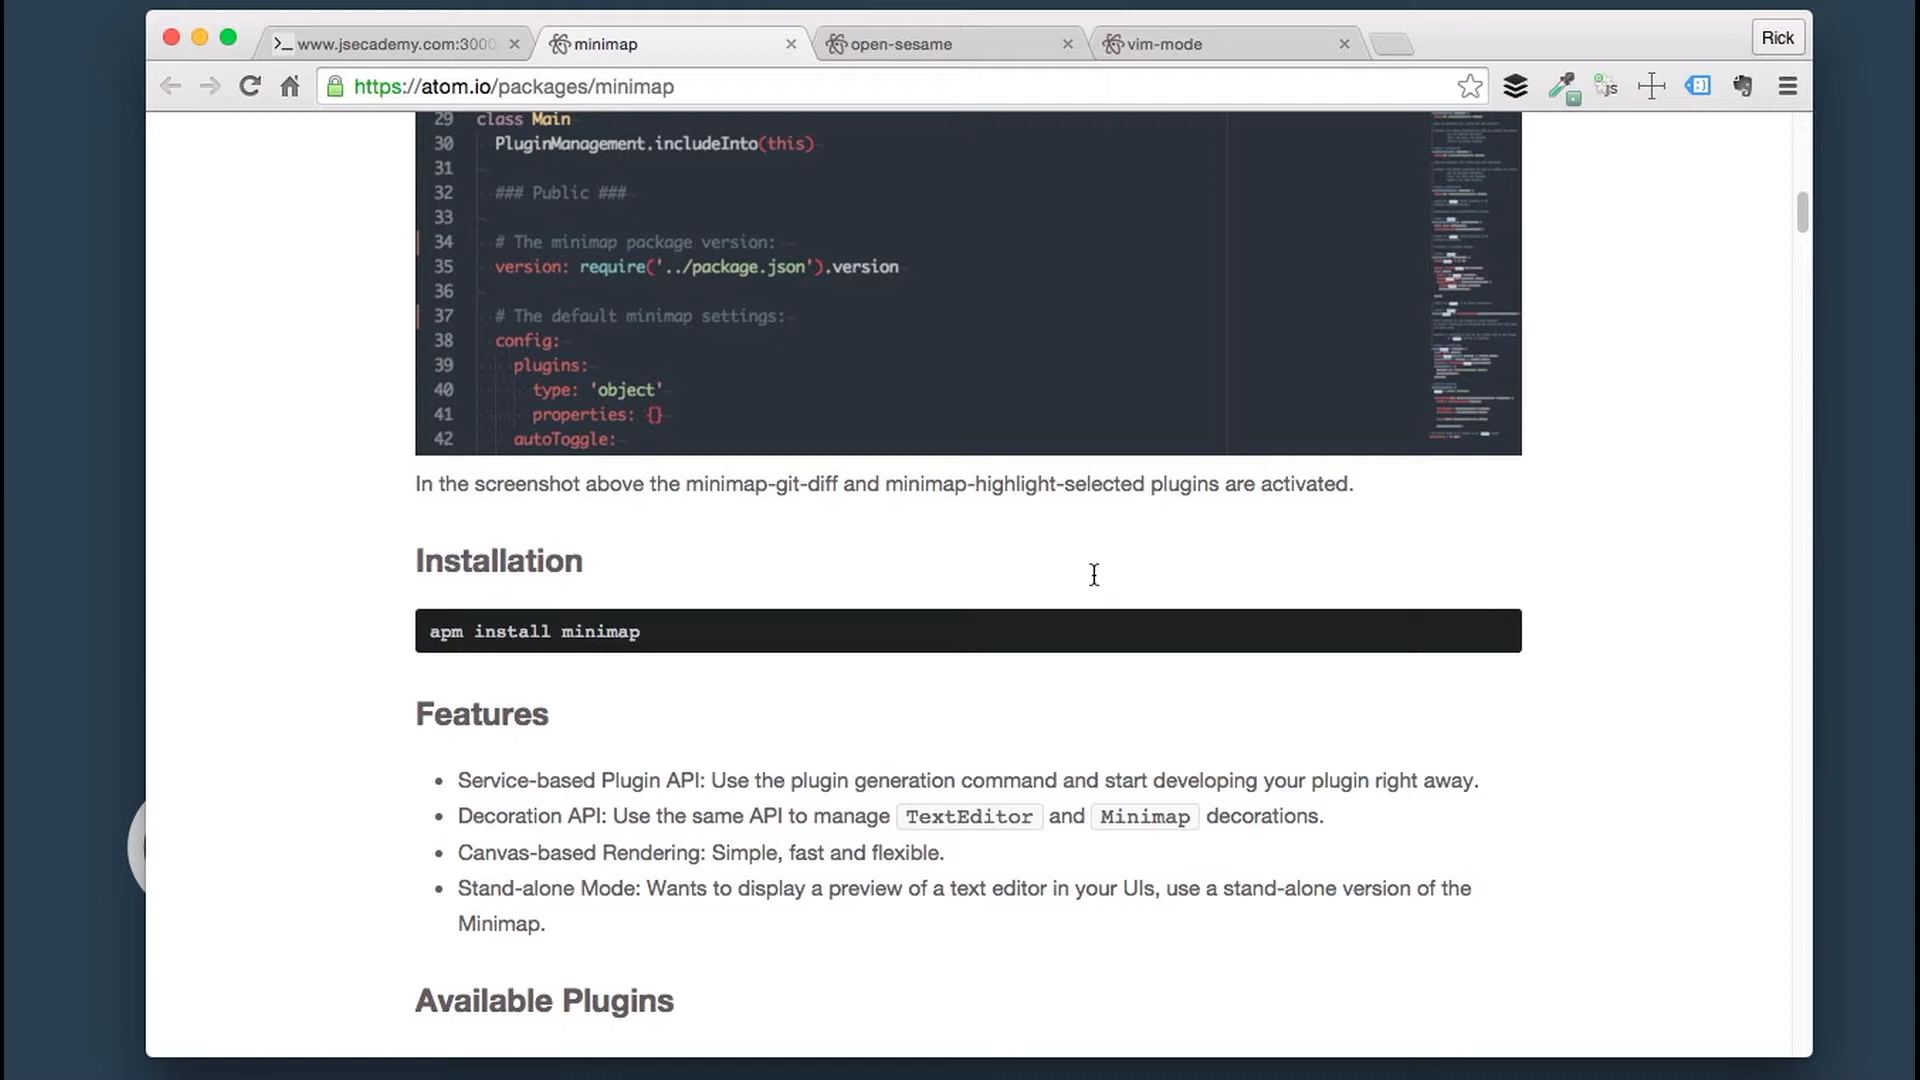 www.jsecademy.com:3000
minimap
open-sesame
vim-mode
Rick
https://atom.io/packages/minimap
js
29 class Main
30 PluginManagement.includeInto(this)
31
32 ### Public ###
33
34 # The minimap package version:
35 version: require('../package.json').version
36
37 # The default minimap settings:
38 config:
39 plugins:
40 type: 'object'
41 properties: {}
42 autoToggle:
In the screenshot above the minimap-git-diff and minimap-highlight-selected plugins are activated.
Installation
apm install minimap
Features
• Service-based Plugin API: Use the plugin generation command and start developing your plugin right away.
• Decoration API: Use the same API to manage TextEditor and Minimap decorations.
• Canvas-based Rendering: Simple, fast and flexible.
• Stand-alone Mode: Wants to display a preview of a text editor in your UIs, use a stand-alone version of the
Minimap.
Available Plugins